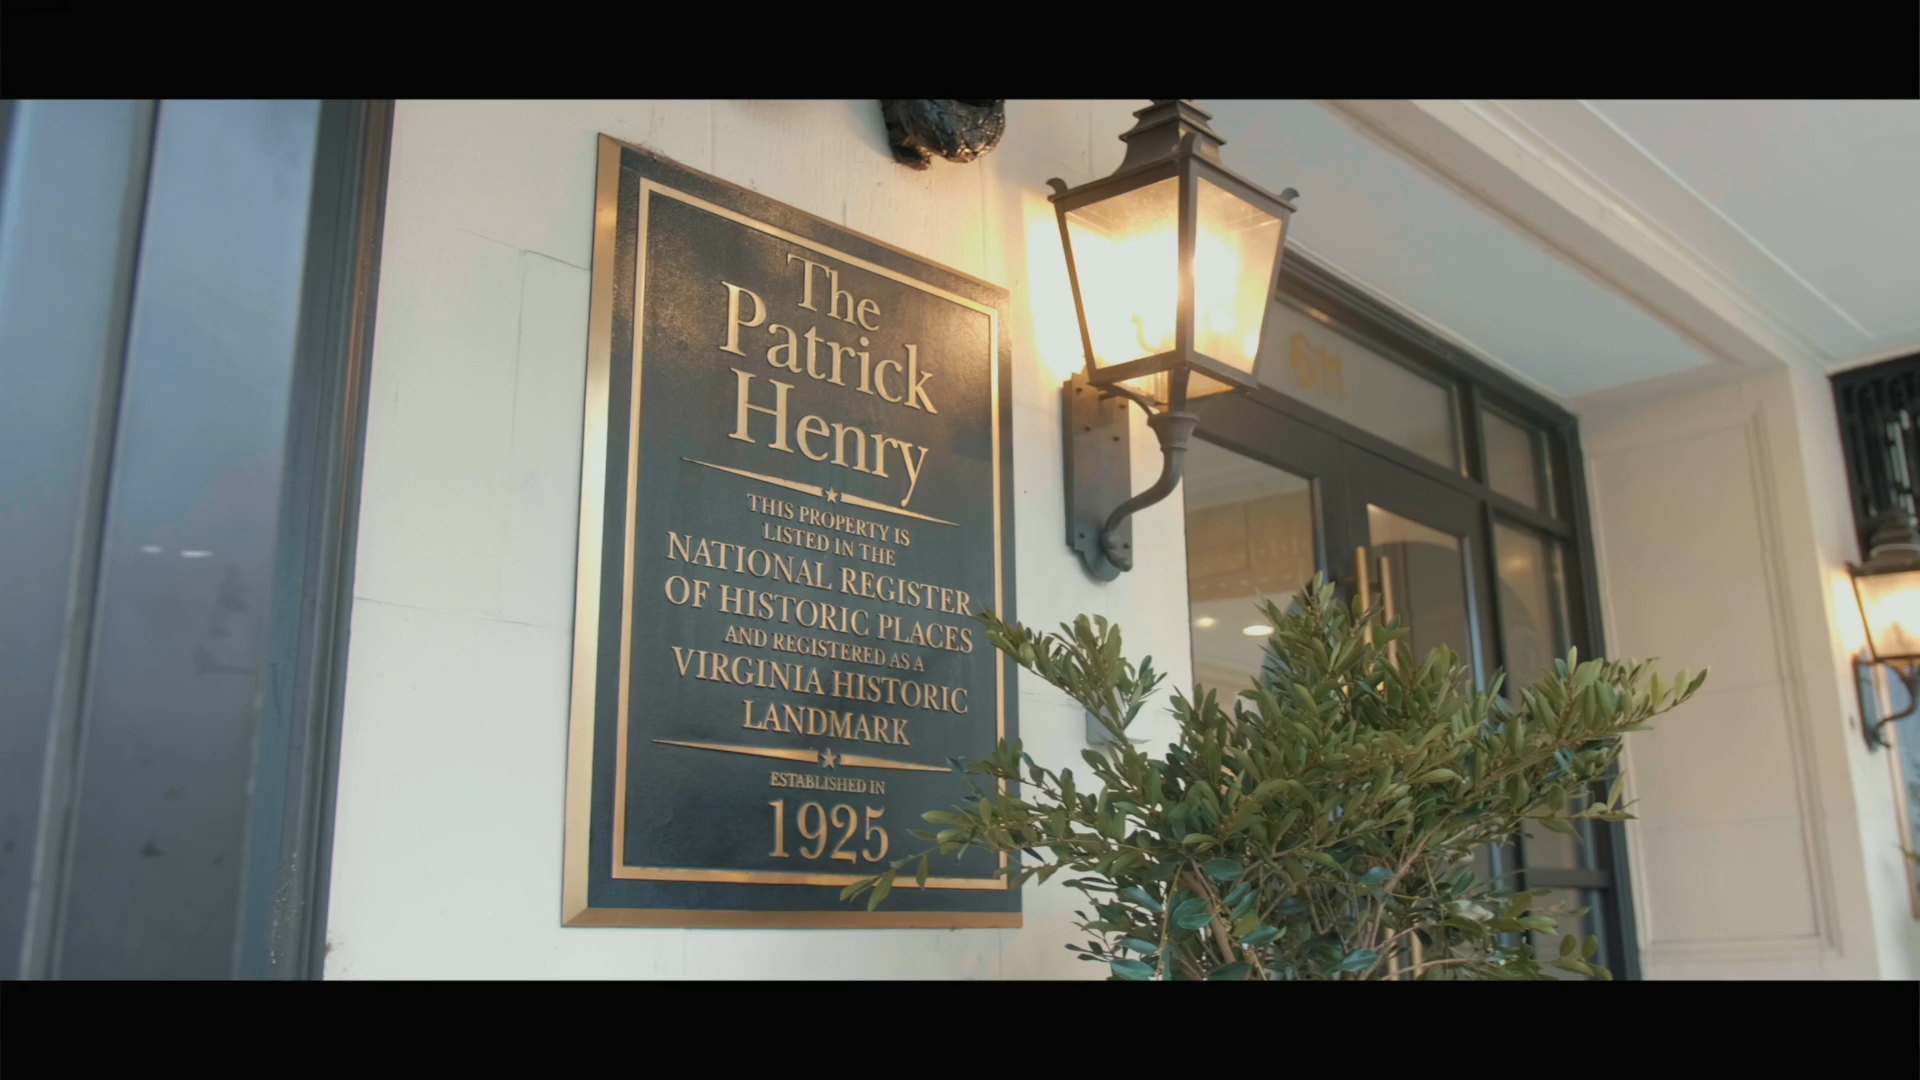 The
Patrick
Henry
THIS PROPERTY IS
LISTED IN THE
NATIONAL REGISTER
OF HISTORIC PLACES
AND REGISTERED AS A
VIRGINIA HISTORIC
LANDMARK
ESTABLISHED IN
1925
611